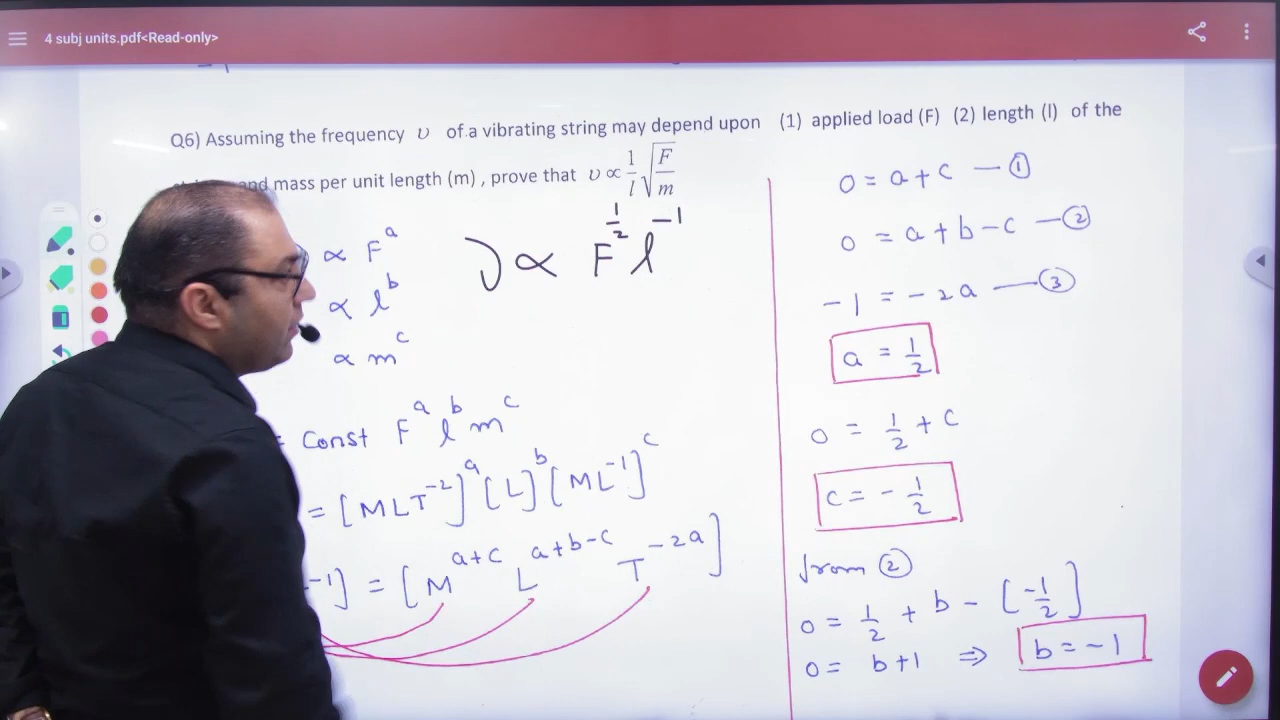 4 subj units.pdf<Read-only>
Q6) Assuming the frequency υ of.a vibrating string may depend upon (1) applied load (F) (2) length (l) of the
and mass per unit length (m) , prove that υ ∝ 1/l √(F/m)
∝ F^a
∝ l^b
∝ m^c
= Const F^a l^b m^c
= [MLT^-2]^a [L]^b [ML^-1]^c
-1] = [M^a+c L^a+b-c T^-2a]
υ ∝ F^1/2 l^-1
0 = a + c — ①
0 = a + b - c — ②
-1 = -2a — ③
a = 1/2
0 = 1/2 + c
c = - 1/2
from ②
0 = 1/2 + b - [-1/2]
0 = b+1 ⇒ b = -1